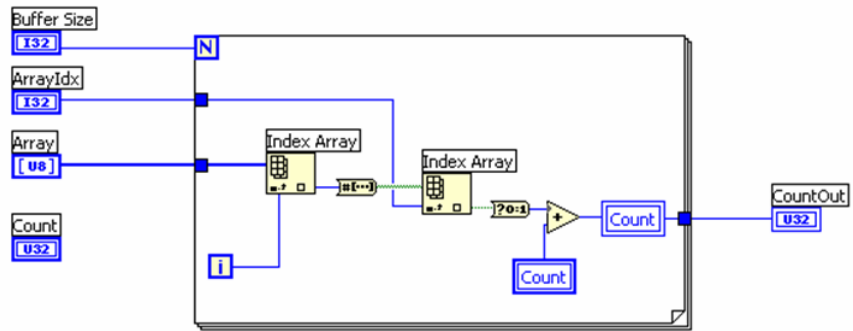 Buffer Size
I32
N
ArrayIdx
I32
Array
[U8]
Index Array
#[...]
Index Array
?0:1
+
Count
CountOut
U32
Count
U32
i
Count